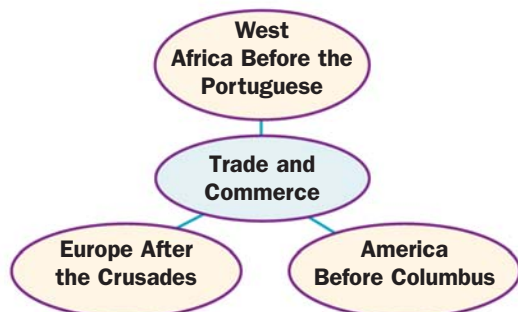 West
Africa Before the
Portuguese
Trade and
Commerce
Europe After
the Crusades
America
Before Columbus